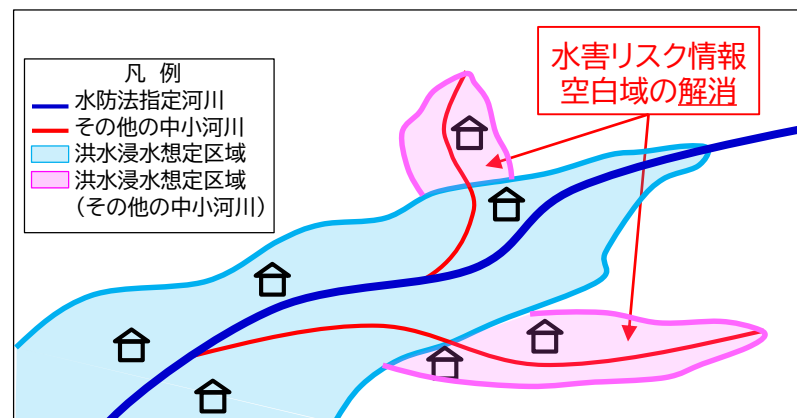 凡 例
水防法指定河川
その他の中小河川
洪水浸水想定区域
洪水浸水想定区域
(その他の中小河川)
水害リスク情報
空白域の解消